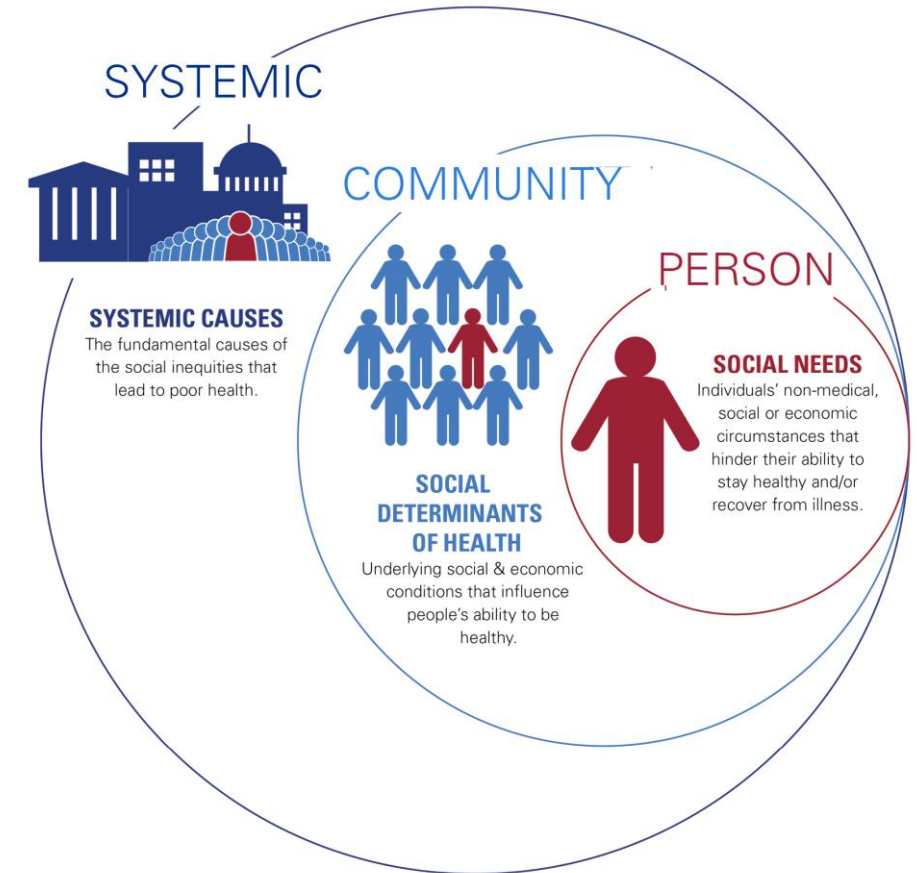 SYSTEMIC
SYSTEMIC CAUSES
The fundamental causes of
the social inequities that
lead to poor health.
COMMUNITY
SOCIAL
DETERMINANTS
OF HEALTH
Underlying social & economic
conditions that influence
people's ability to be
healthy.
PERSON
SOCIAL NEEDS
Individuals' non-medical,
social or economic
circumstances that
hinder their ability to
stay healthy and/or
recover from illness.